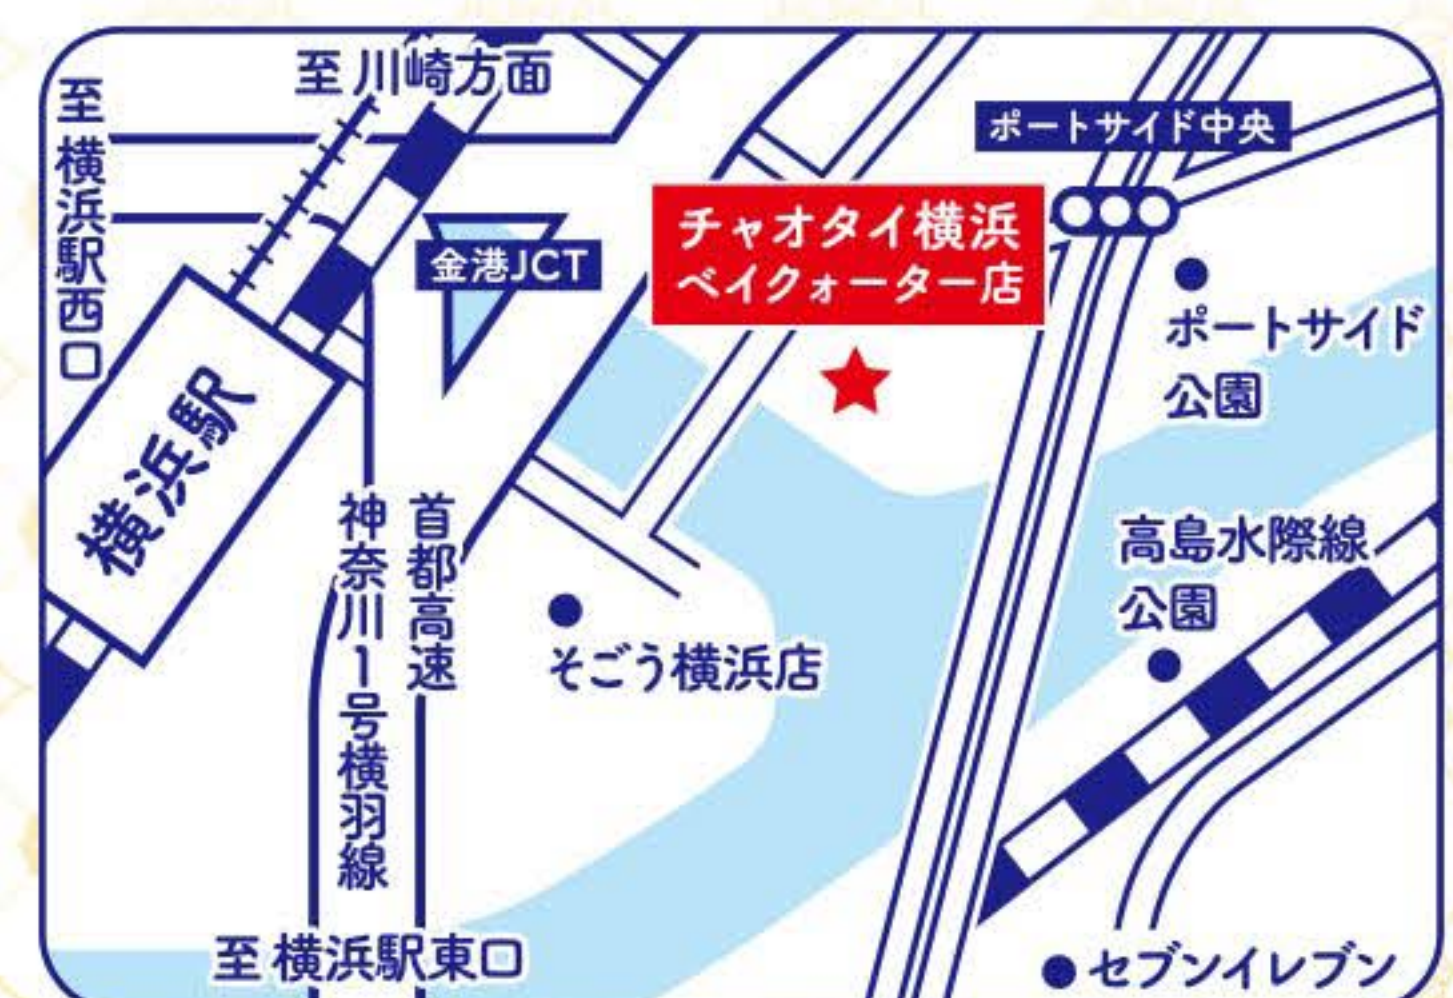 至 川崎方面
至 横浜駅西口
ポートサイド中央
チャオタイ横浜
ベイクォーター店
金港JCT
ポートサイド
公園
横浜駅
首都高速
神奈川1号横羽線
高島水際線
公園
そごう横浜店
至 横浜駅東口
セブンイレブン